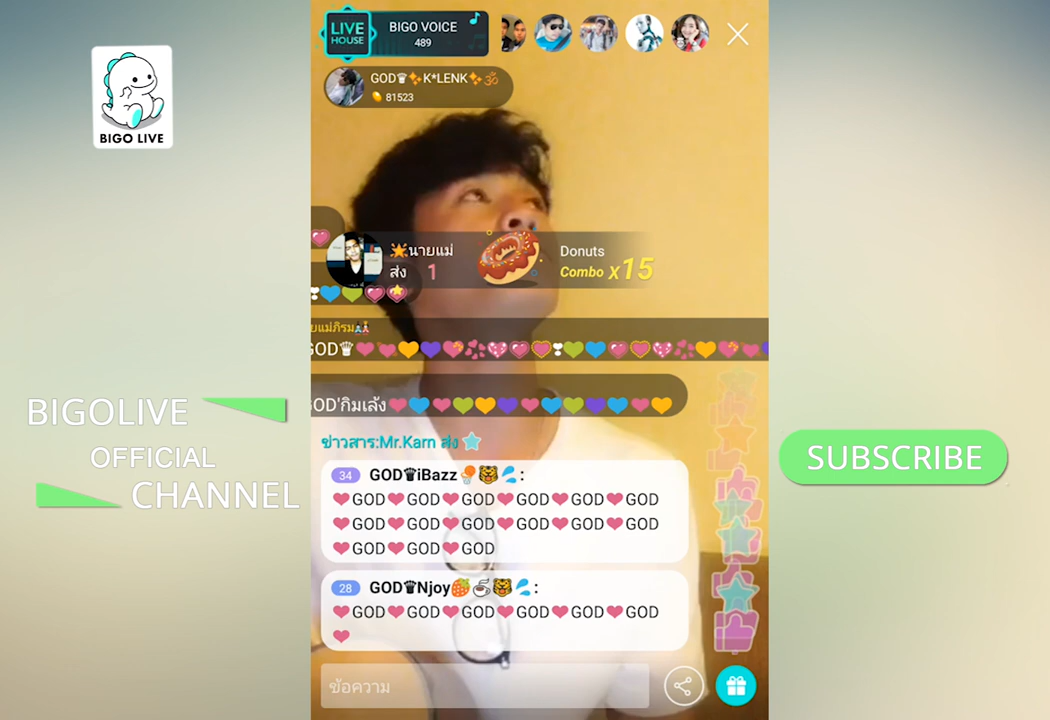 BIGO LIVE
LIVE HOUSE
BIGO VOICE
489
GOD♛✨K*LENK✨ॐ
81523
🌟นายแม่
ส่ง 1
Donuts
Combo x15
ยแม่ภิรม
GOD♛
GOD'กิมเล้ง
ข่าวสาร:Mr.Karn ส่ง
34 GOD♛iBazz :
❤GOD❤GOD❤GOD❤GOD❤GOD❤GOD
❤GOD❤GOD❤GOD❤GOD❤GOD❤GOD
❤GOD❤GOD❤GOD
28 GOD♛Njoy🍓☕🐯💦 :
❤GOD❤GOD❤GOD❤GOD❤GOD❤GOD
❤
ข้อความ
BIGOLIVE
OFFICIAL
CHANNEL
SUBSCRIBE